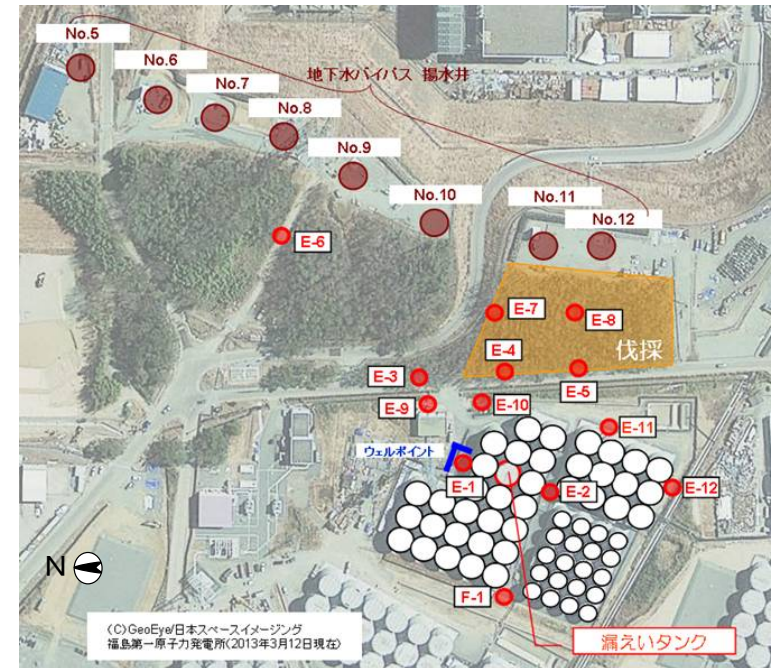 No.5
No.6
No.7
地下水バイパス 揚水井
No.8
No.9
No.10
No.11
No.12
E-6
E-7
E-8
伐採
E-4
E-3
E-5
E-9
E-10
E-11
ウェルポイント
E-1
E-2
E-12
N
F-1
(C)GeoEye/日本スペースイメージング
福島第一原子力発電所(2013年3月12日現在)
漏えいタンク